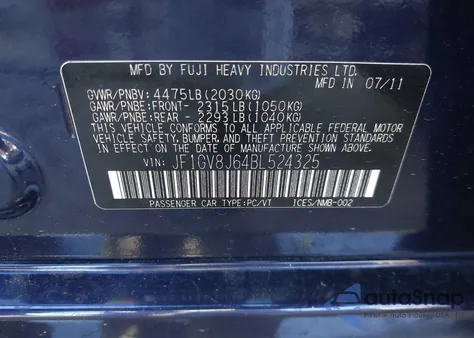 MFD BY FUJI HEAVY INDUSTRIES LTD.
MFD IN 07/11
GVWR/PNBV: 4475LB (2030KG)
GAWR/PNBE: FRONT- 2315LB (1050KG)
GAWR/PNBE: REAR - 2293LB (1040KG)
THIS VEHICLE CONFORMS TO ALL APPLICABLE
FEDERAL MOTOR VEHICLE
SAFETY, BUMPER, AND THEFT PREVENTION STANDARDS
IN EFFECT ON THE DATE OF MANUFACTURE
SHOWN ABOVE.
VIN: JF1GV8J64BL524325
PASSENGER CAR TYPE:PC/VT ICES/NMB-002
autoSnap